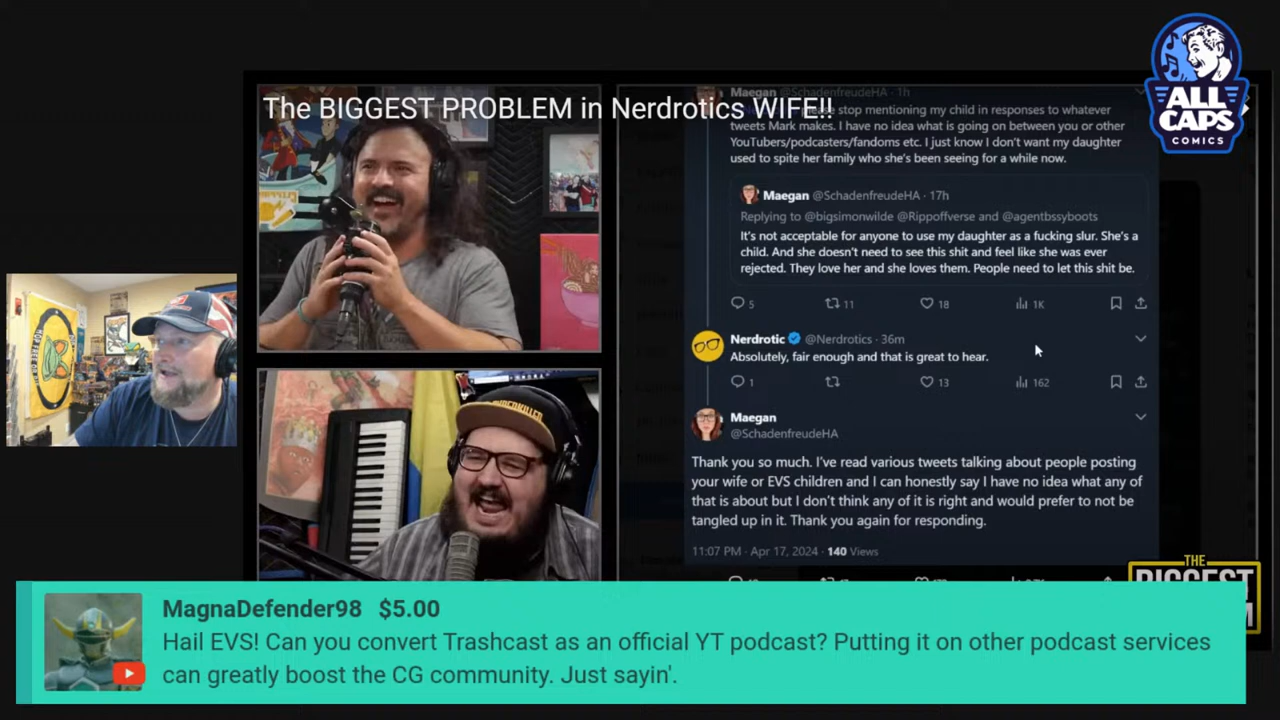 The BIGGEST PROBLEM in Nerdrotics WIFE!!
ALL
CAPS
COMICS
Maegan @SchadenfreudeHA · 1h
stop mentioning my child in responses to whatever
tweets Mark makes. I have no idea what is going on between you or other
YouTubers/podcasters/fandoms etc. I just know I don't want my daughter
used to spite her family who she's been seeing for a while now.
Maegan @SchadenfreudeHA · 17h
Replying to @bigsimonwilde @Rippoffverse and @agentbssyboots
It's not acceptable for anyone to use my daughter as a fucking slur. She's a
child. And she doesn't need to see this shit and feel like she was ever
rejected. They love her and she loves them. People need to let this shit be.
5 11 18 1K
Nerdrotic @Nerdrotics · 36m
Absolutely, fair enough and that is great to hear.
1 13 162
Maegan
@SchadenfreudeHA
Thank you so much. I've read various tweets talking about people posting
your wife or EVS children and I can honestly say I have no idea what any of
that is about but I don't think any of it is right and would prefer to not be
tangled up in it. Thank you again for responding.
11:07 PM · Apr 17, 2024 · 140 Views
THE
BIGGEST
MagnaDefender98 $5.00
Hail EVS! Can you convert Trashcast as an official YT podcast? Putting it on other podcast services
can greatly boost the CG community. Just sayin'.